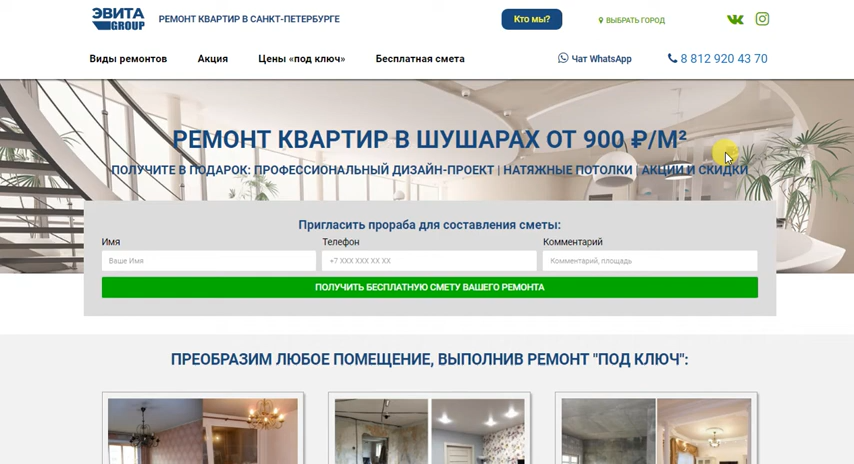 ЭВИТА
GROUP
РЕМОНТ КВАРТИР В САНКТ-ПЕТЕРБУРГЕ
Кто мы?
ВЫБРАТЬ ГОРОД
Виды ремонтов
Акция
Цены «под ключ»
Бесплатная смета
Чат WhatsApp
8 812 920 43 70
РЕМОНТ КВАРТИР В ШУШАРАХ ОТ 900 ₽/М²
ПОЛУЧИТЕ В ПОДАРОК: ПРОФЕССИОНАЛЬНЫЙ ДИЗАЙН-ПРОЕКТ | НАТЯЖНЫЕ ПОТОЛКИ | АКЦИИ И СКИДКИ
Пригласить прораба для составления сметы:
Имя
Телефон
Комментарий
Ваше Имя
+7 XXX XXX XX XX
Комментарий, площадь
ПОЛУЧИТЬ БЕСПЛАТНУЮ СМЕТУ ВАШЕГО РЕМОНТА
ПРЕОБРАЗИМ ЛЮБОЕ ПОМЕЩЕНИЕ, ВЫПОЛНИВ РЕМОНТ "ПОД КЛЮЧ":